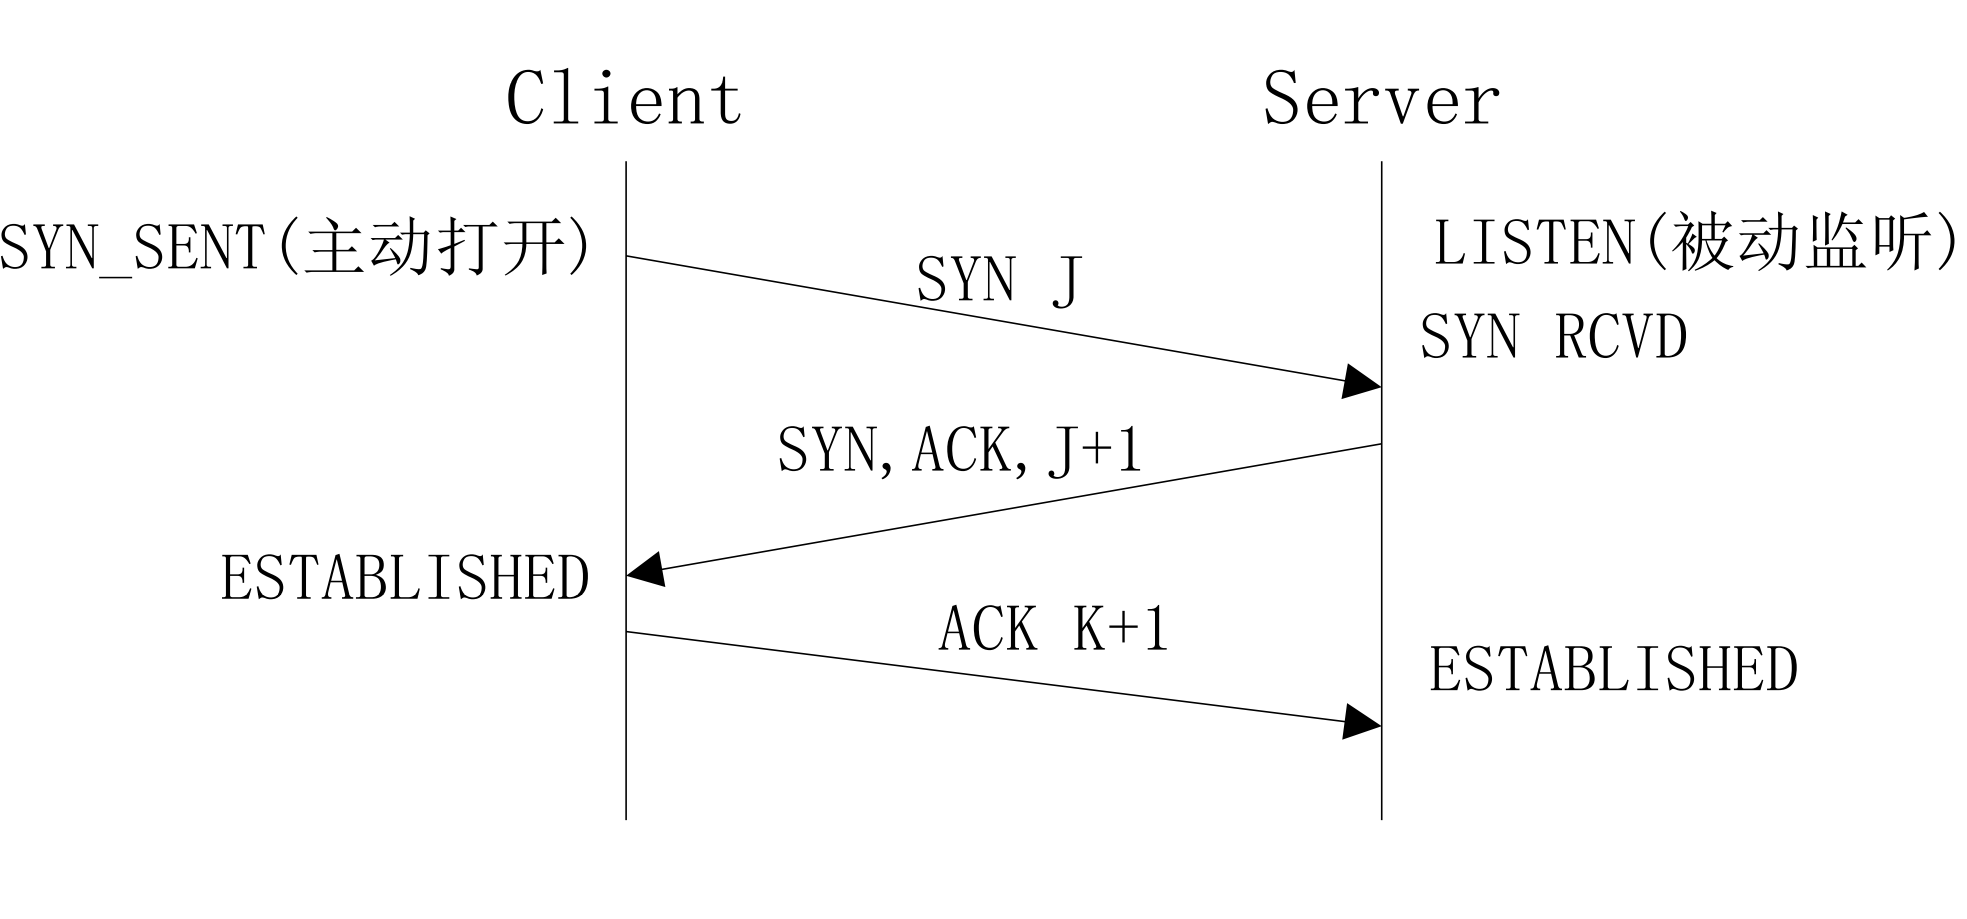 Client
Server
SYN_SENT(主动打开)
LISTEN(被动监听)
SYN J
SYN RCVD
SYN,ACK,J+1
ESTABLISHED
ACK K+1
ESTABLISHED